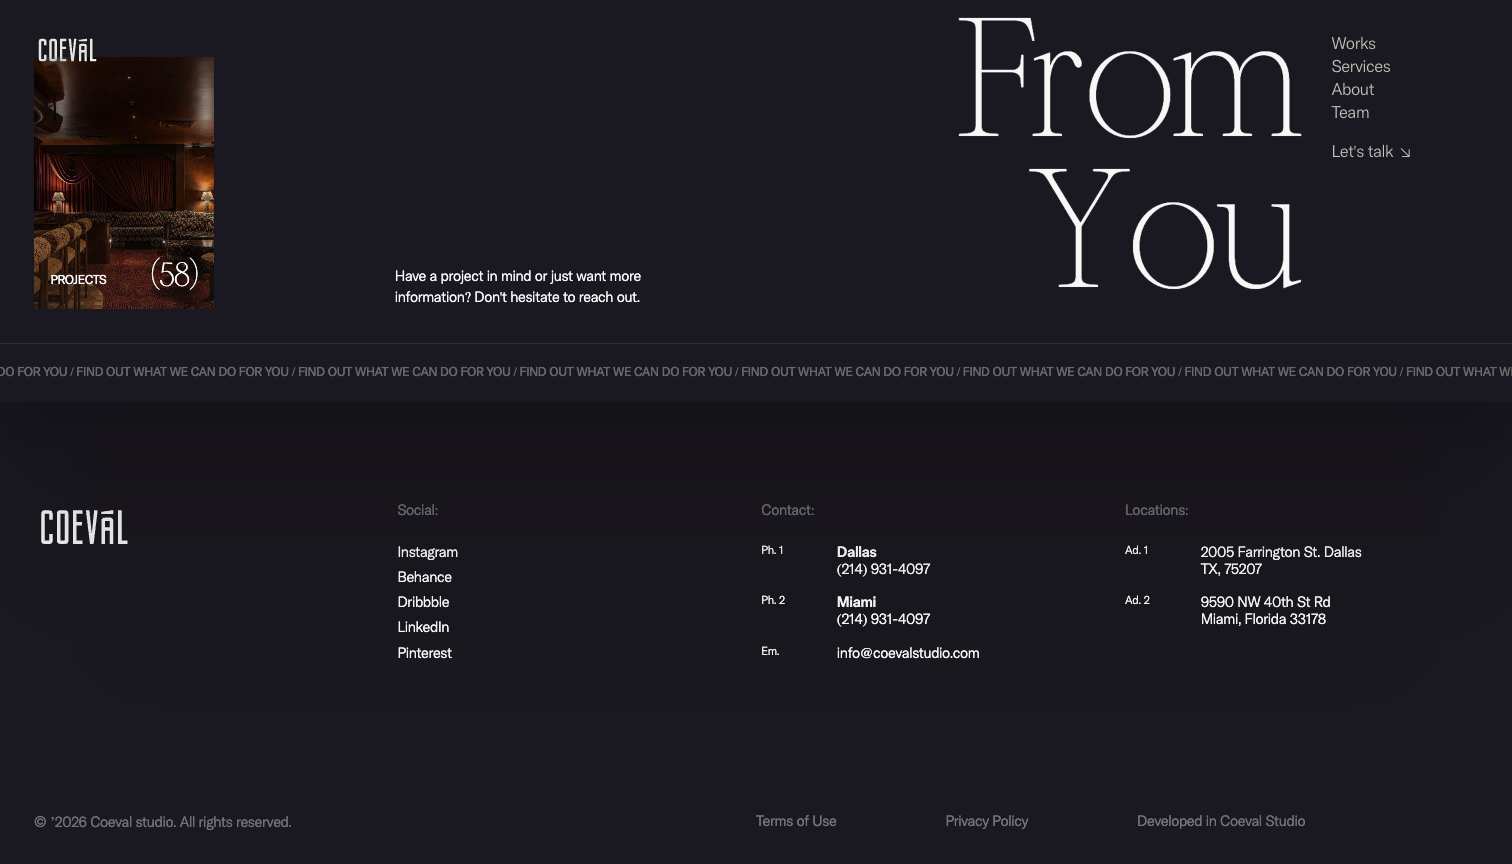 COEVÁL
From
You
Works
Services
About
Team
Let's talk ↘
PROJECTS (58)
Have a project in mind or just want more
information? Don't hesitate to reach out.
DO FOR YOU / FIND OUT WHAT WE CAN DO FOR YOU / FIND OUT WHAT WE CAN DO FOR YOU / FIND OUT WHAT WE CAN DO FOR YOU / FIND OUT WHAT WE CAN DO FOR YOU / FIND OUT WHAT WE CAN DO FOR YOU / FIND OUT WHAT WE CAN DO FOR YOU / FIND OUT WHAT W
COEVÁL
Social:
Instagram
Behance
Dribbble
LinkedIn
Pinterest
Contact:
Ph. 1
Dallas
(214) 931-4097
Ph. 2
Miami
(214) 931-4097
Em.
info@coevalstudio.com
Locations:
Ad. 1
2005 Farrington St. Dallas
TX, 75207
Ad. 2
9590 NW 40th St Rd
Miami, Florida 33178
© ’2026 Coeval studio. All rights reserved.
Terms of Use
Privacy Policy
Developed in Coeval Studio